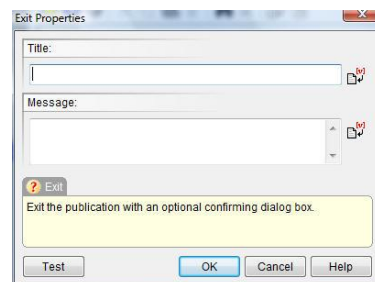 Exit Properties
Title:
Message:
? Exit
Exit the publication with an optional confirming dialog box.
Test OK Cancel Help